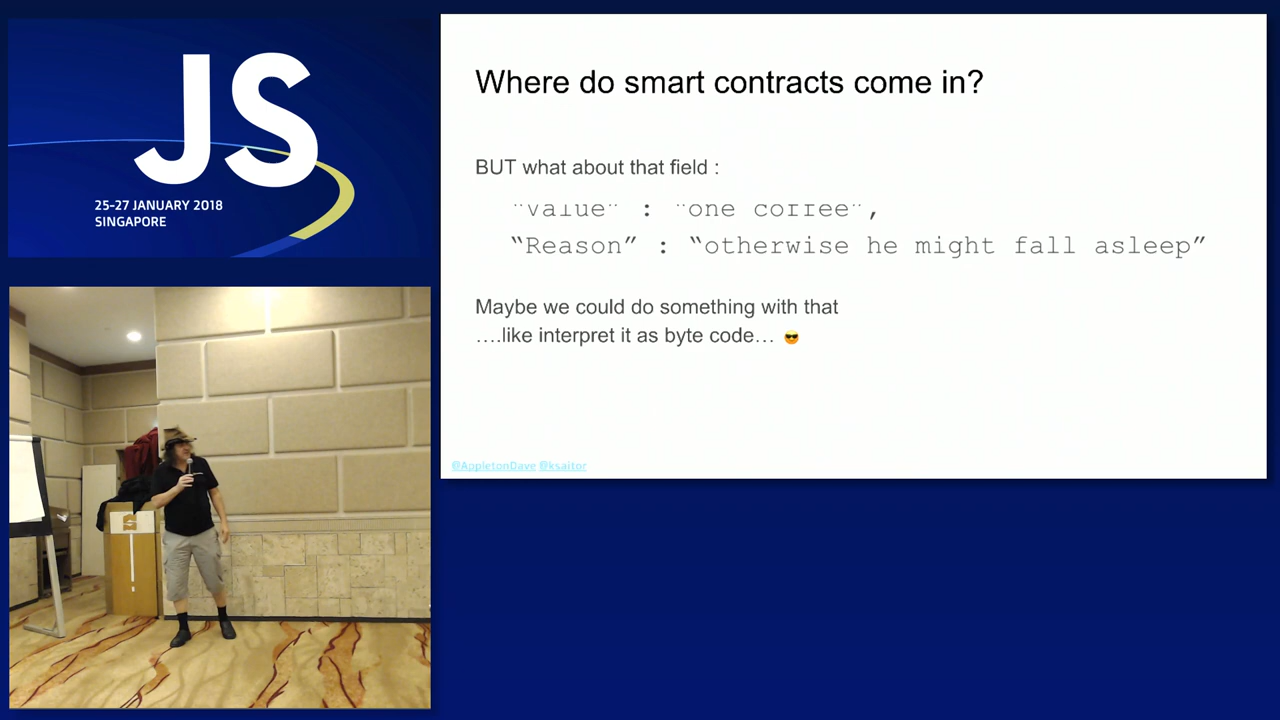 JS
25-27 JANUARY 2018
SINGAPORE
Where do smart contracts come in?
BUT what about that field :
"value" : "one coffee",
“Reason” : “otherwise he might fall asleep”
Maybe we could do something with that
….like interpret it as byte code… 😎
@AppletonDave @ksaitor